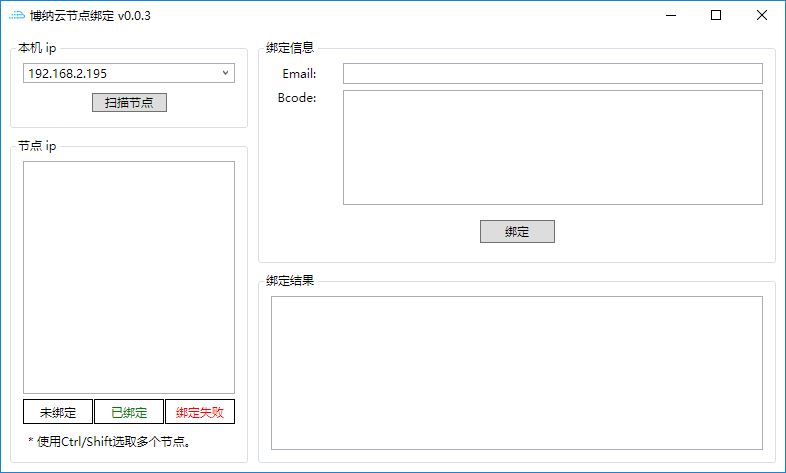 博纳云节点绑定 v0.0.3
本机 ip
192.168.2.195
扫描节点
节点 ip
未绑定 已绑定 绑定失败
* 使用Ctrl/Shift选取多个节点。
绑定信息
Email:
Bcode:
绑定
绑定结果